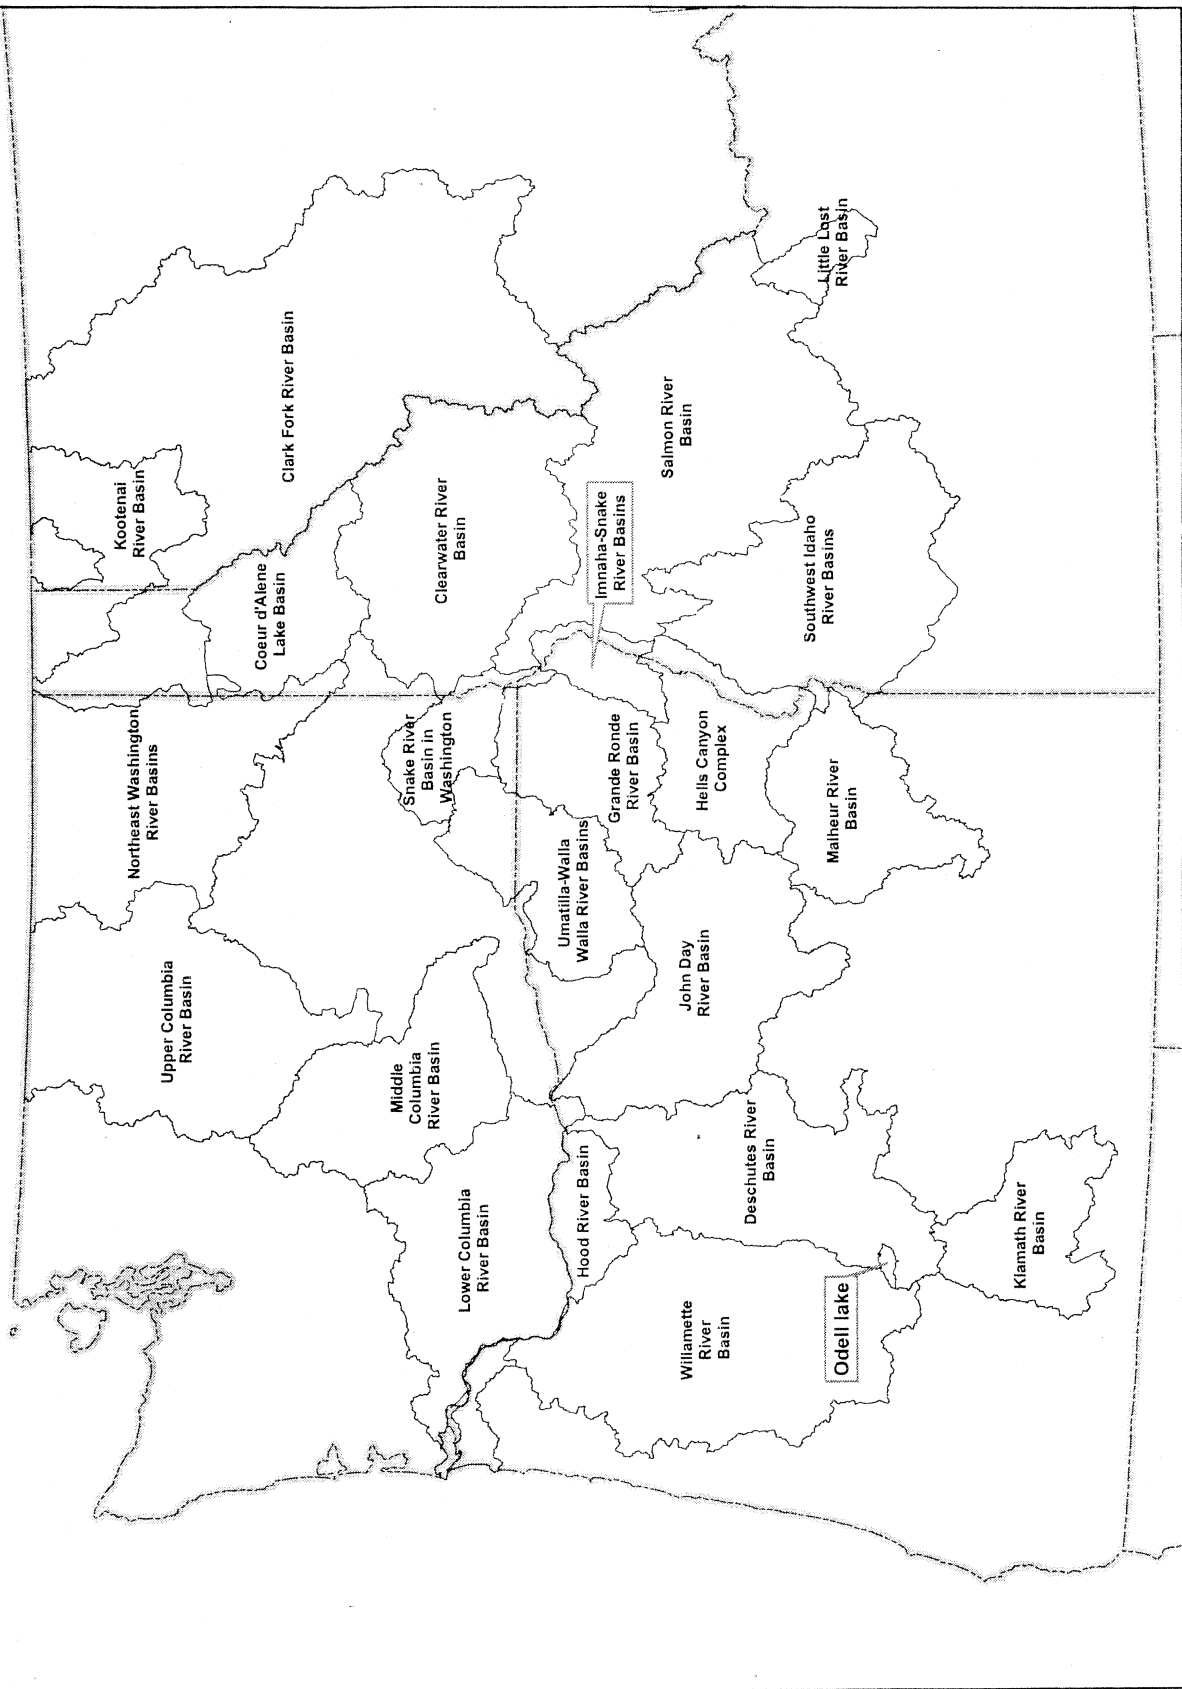 Northeast Washington
River Basins
Upper Columbia
River Basin
Kootenai
River Basin
Clark Fork River Basin
Coeur d'Alene
Lake Basin
Clearwater River
Basin
Snake River
Basin in
Washington
Middle
Columbia
River Basin
Lower Columbia
River Basin
Hood River Basin
Umatilla-Walla
Walla River Basins
Grande Ronde
River Basin
Imnaha-Snake
River Basins
Salmon River
Basin
Little Lost
River Basin
Southwest Idaho
River Basins
Hells Canyon
Complex
Malheur River
Basin
John Day
River Basin
Deschutes River
Basin
Willamette
River
Basin
Odell lake
Klamath River
Basin